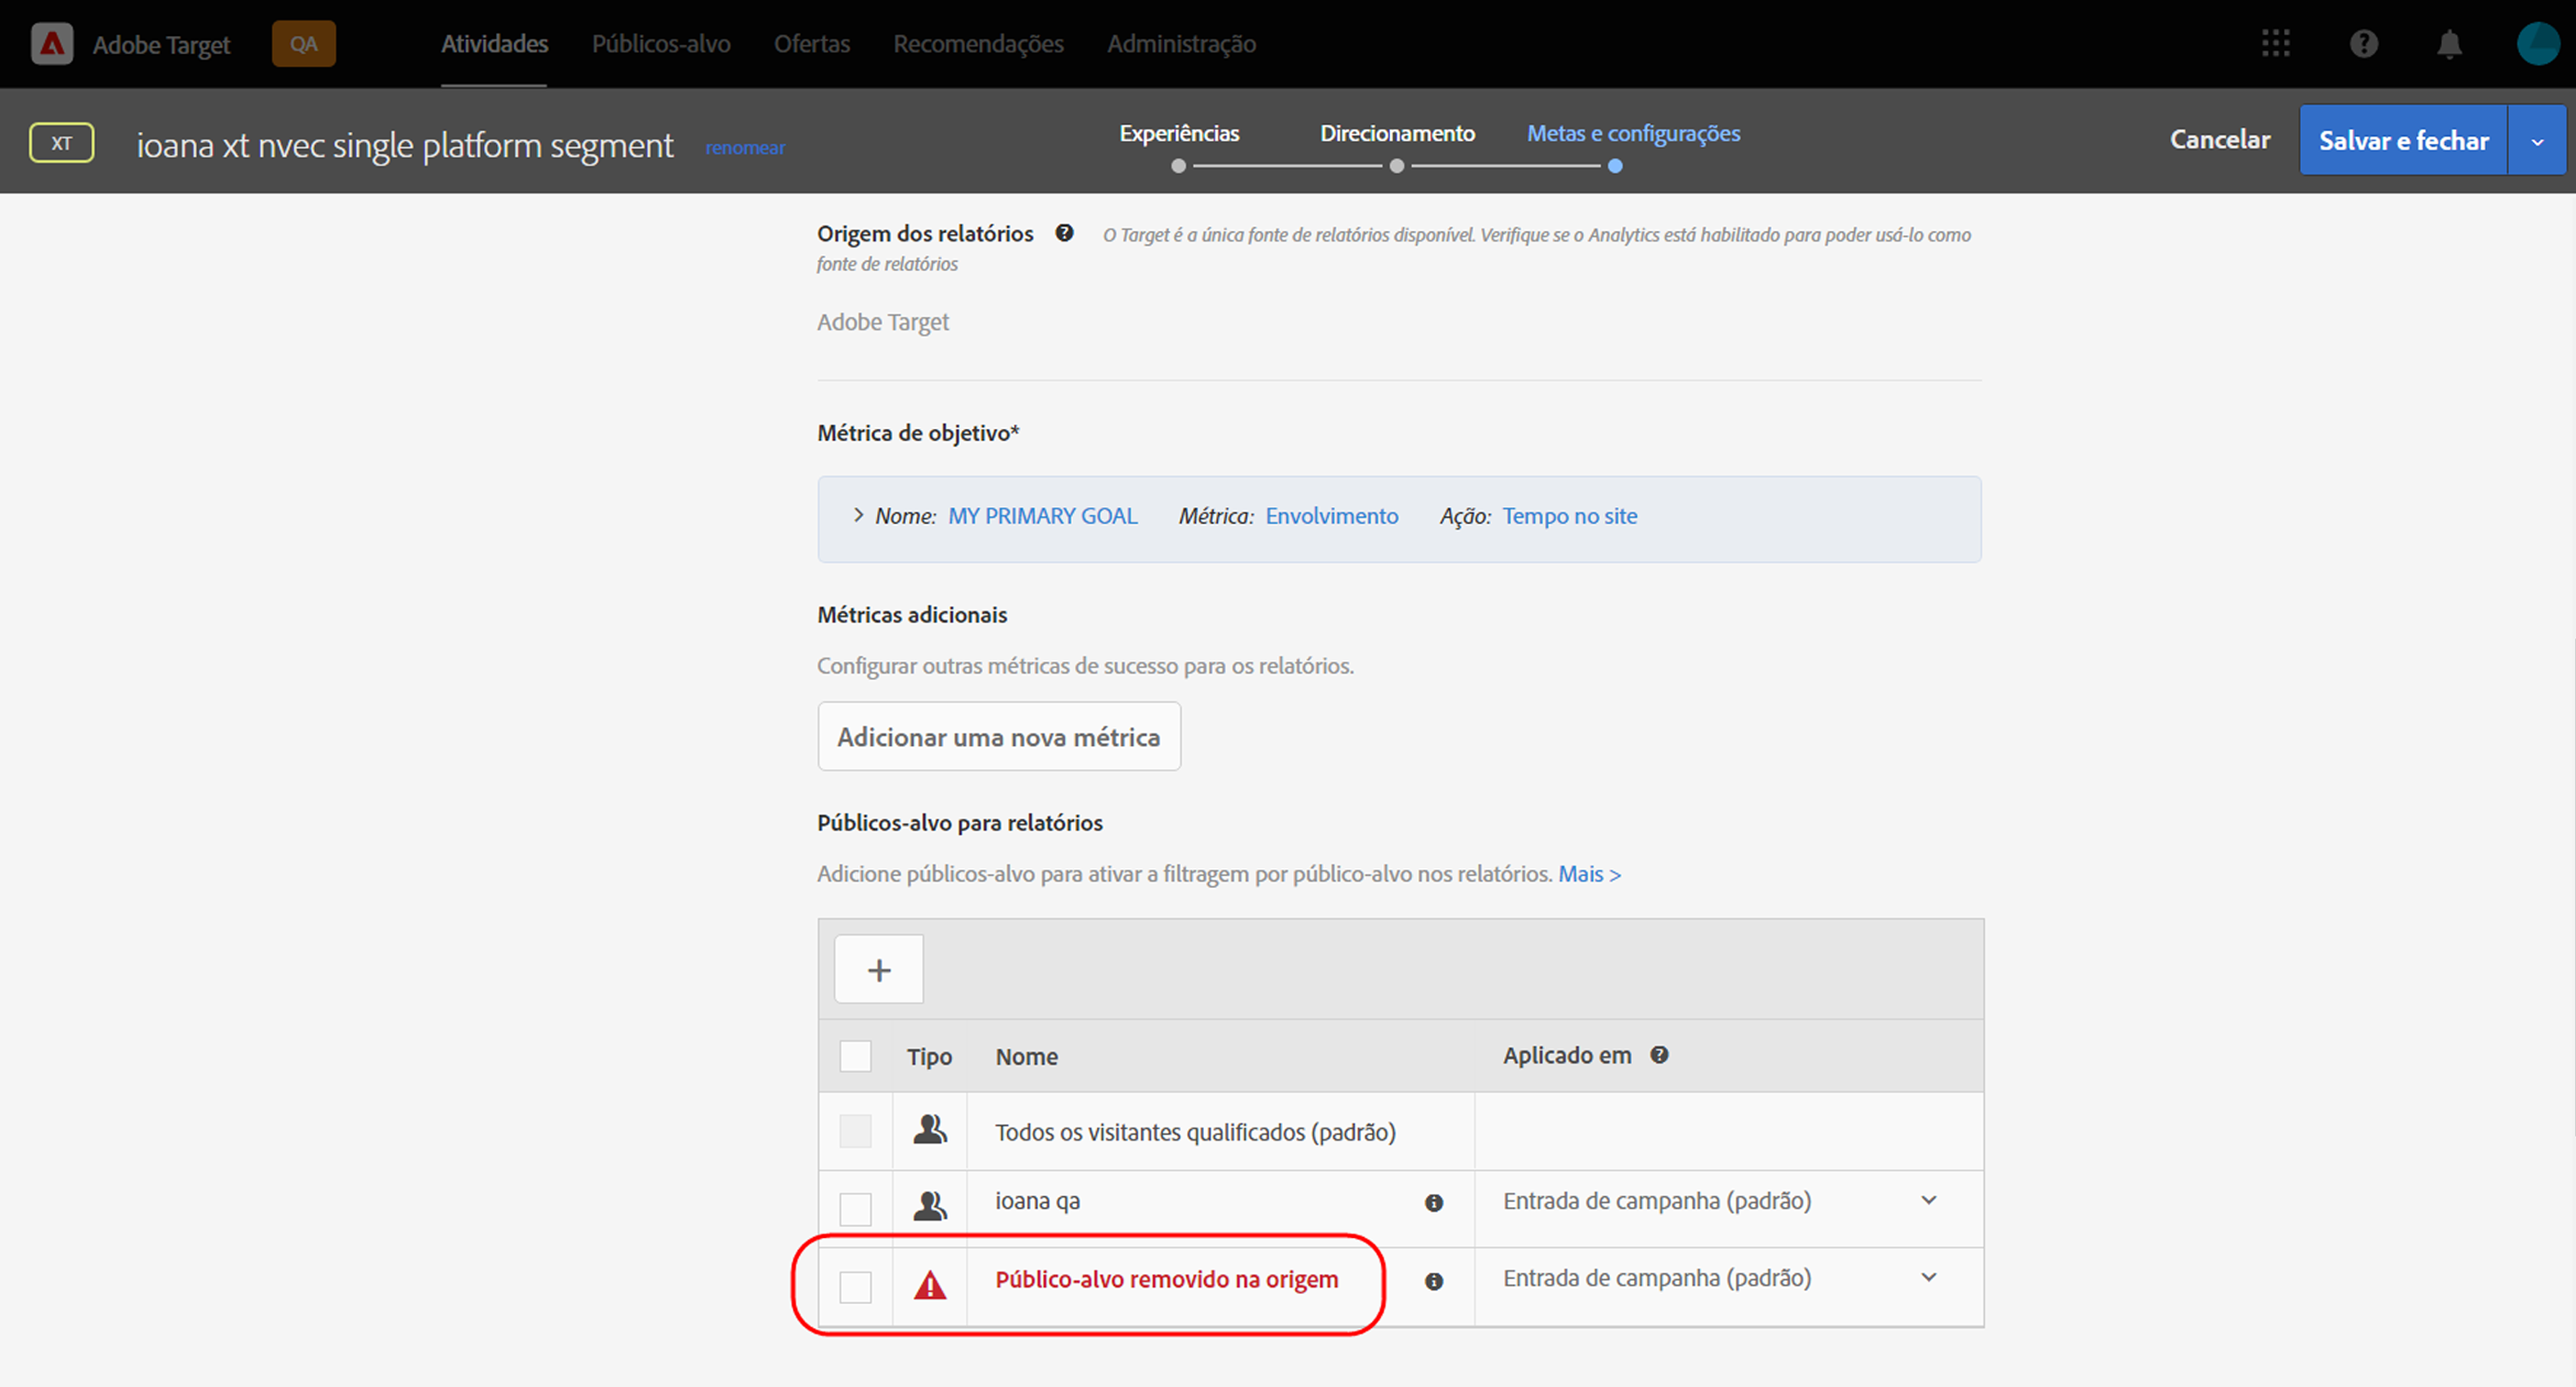 Adobe Target QA Atividades Públicos-alvo Ofertas Recomendações Administração
XT ioana xt nvec single platform segment renomear Experiências Direcionamento Metas e configurações Cancelar Salvar e fechar
Origem dos relatórios O Target é a única fonte de relatórios disponível. Verifique se o Analytics está habilitado para poder usá-lo como
fonte de relatórios
Adobe Target
Métrica de objetivo*
Nome: MY PRIMARY GOAL Métrica: Envolvimento Ação: Tempo no site
Métricas adicionais
Configurar outras métricas de sucesso para os relatórios.
Adicionar uma nova métrica
Públicos-alvo para relatórios
Adicione públicos-alvo para ativar a filtragem por público-alvo nos relatórios. Mais >
+
Tipo Nome Aplicado em
Todos os visitantes qualificados (padrão)
ioana qa Entrada de campanha (padrão)
Público-alvo removido na origem Entrada de campanha (padrão)